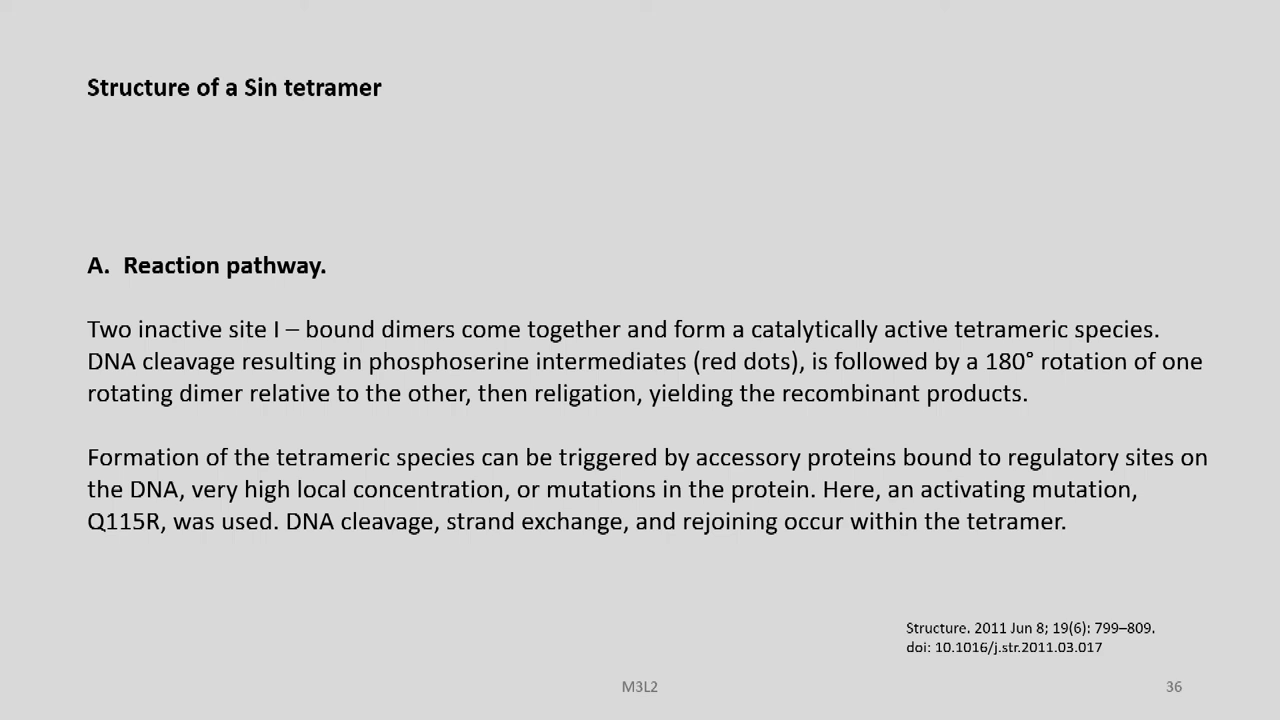 Structure of a Sin tetramer
A. Reaction pathway.
Two inactive site I – bound dimers come together and form a catalytically active tetrameric species.
DNA cleavage resulting in phosphoserine intermediates (red dots), is followed by a 180° rotation of one
rotating dimer relative to the other, then religation, yielding the recombinant products.
Formation of the tetrameric species can be triggered by accessory proteins bound to regulatory sites on
the DNA, very high local concentration, or mutations in the protein. Here, an activating mutation,
Q115R, was used. DNA cleavage, strand exchange, and rejoining occur within the tetramer.
Structure. 2011 Jun 8; 19(6): 799–809.
doi: 10.1016/j.str.2011.03.017
M3L2
36